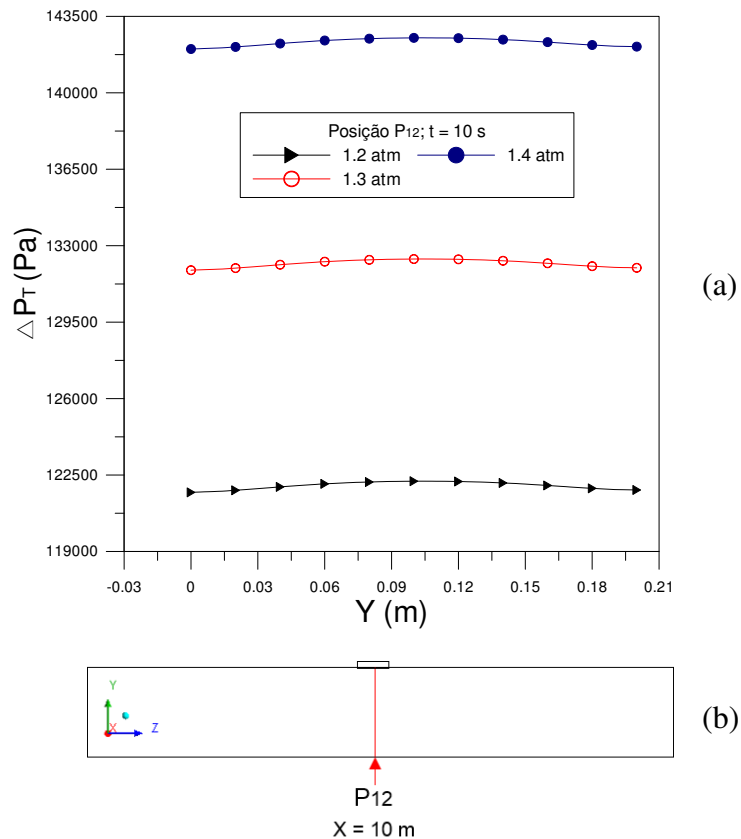 143500
140000
136500
133000
129500
126000
122500
119000
△PT (Pa)
Posição P12; t = 10 s
1.2 atm
1.4 atm
1.3 atm
-0.03 0 0.03 0.06 0.09 0.12 0.15 0.18 0.21
Y (m)
(a)
Y
X
Z
(b)
P12
X = 10 m